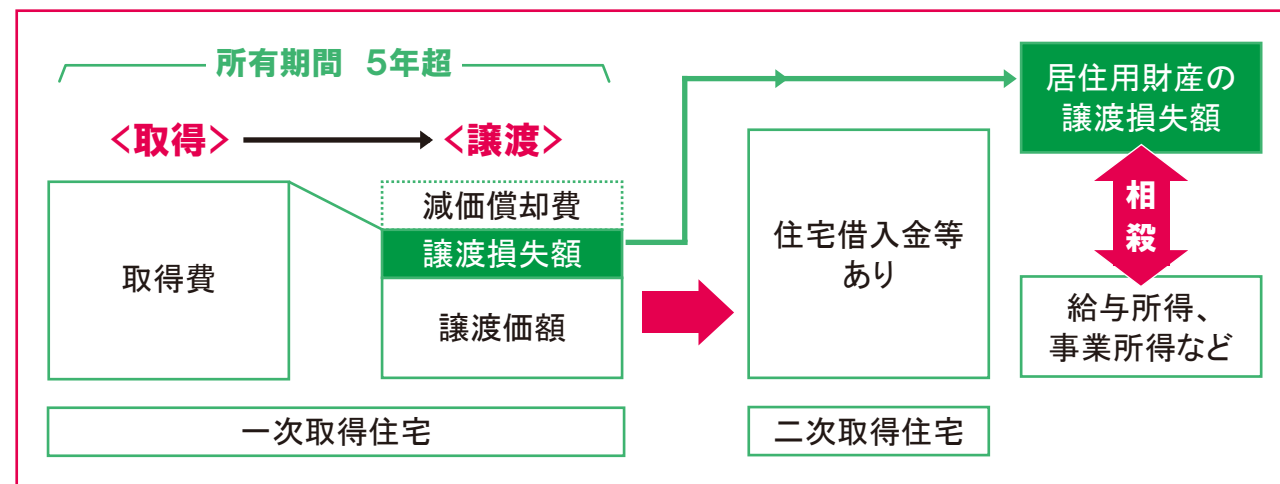 所有期間 5年超
<取得>
<譲渡>
取得費
減価償却費
譲渡損失額
譲渡価額
一次取得住宅
住宅借入金等
あり
二次取得住宅
居住用財産の
譲渡損失額
相
殺
給与所得、
事業所得など